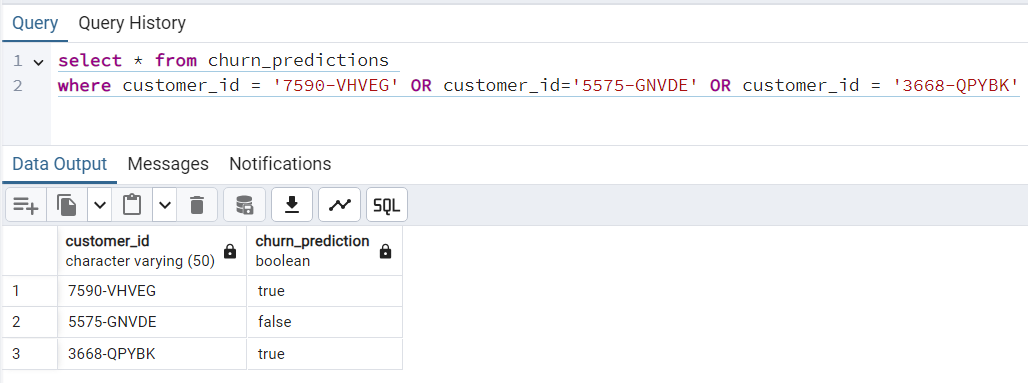 Query Query History
1 select * from churn_predictions
2 where customer_id = '7590-VHVEG' OR customer_id='5575-GNVDE' OR customer_id = '3668-QPYBK'
Data Output Messages Notifications
SQL
customer_id churn_prediction
character varying (50) boolean
1 7590-VHVEG true
2 5575-GNVDE false
3 3668-QPYBK true